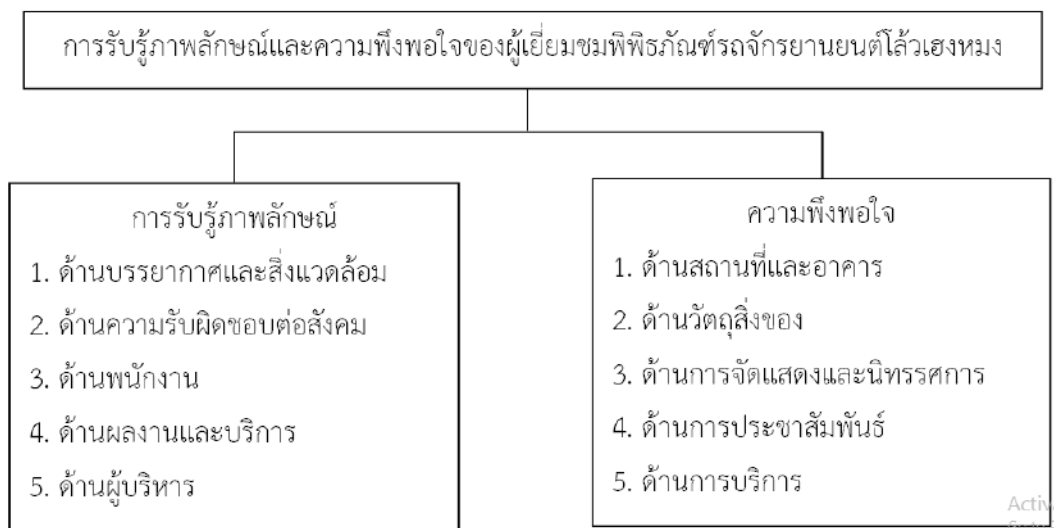 การรับรู้ภาพลักษณ์และความพึงพอใจของผู้เยี่ยมชมพิพิธภัณฑ์รถจักรยานยนต์โล้วเฮงหมง
การรับรู้ภาพลักษณ์
1. ด้านบรรยากาศและสิ่งแวดล้อม
2. ด้านความรับผิดชอบต่อสังคม
3. ด้านพนักงาน
4. ด้านผลงานและบริการ
5. ด้านผู้บริหาร
ความพึงพอใจ
1. ด้านสถานที่และอาคาร
2. ด้านวัตถุสิ่งของ
3. ด้านการจัดแสดงและนิทรรศการ
4. ด้านการประชาสัมพันธ์
5. ด้านการบริการ
Activ